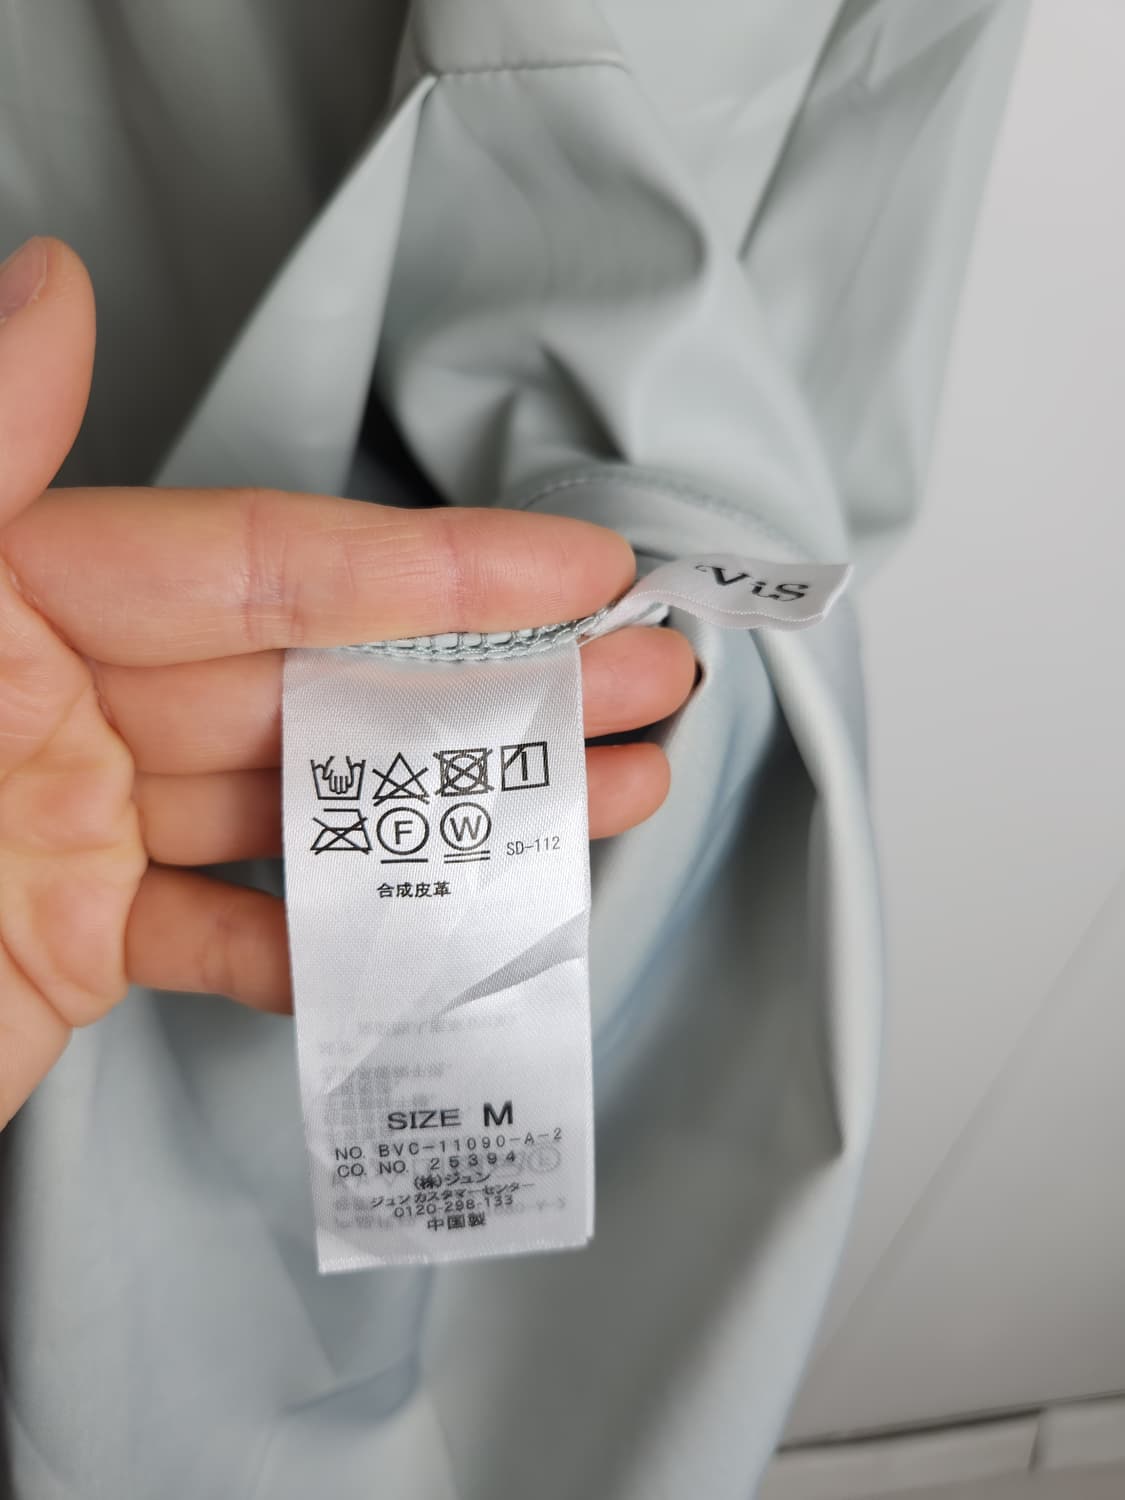 ViS
F W SD-112
合成皮革
SIZE M
NO. BVC-11090-A-2
CO. NO. 25394
(株)ジュン
ジュンカスタマーセンター
0120-298-133
中国製